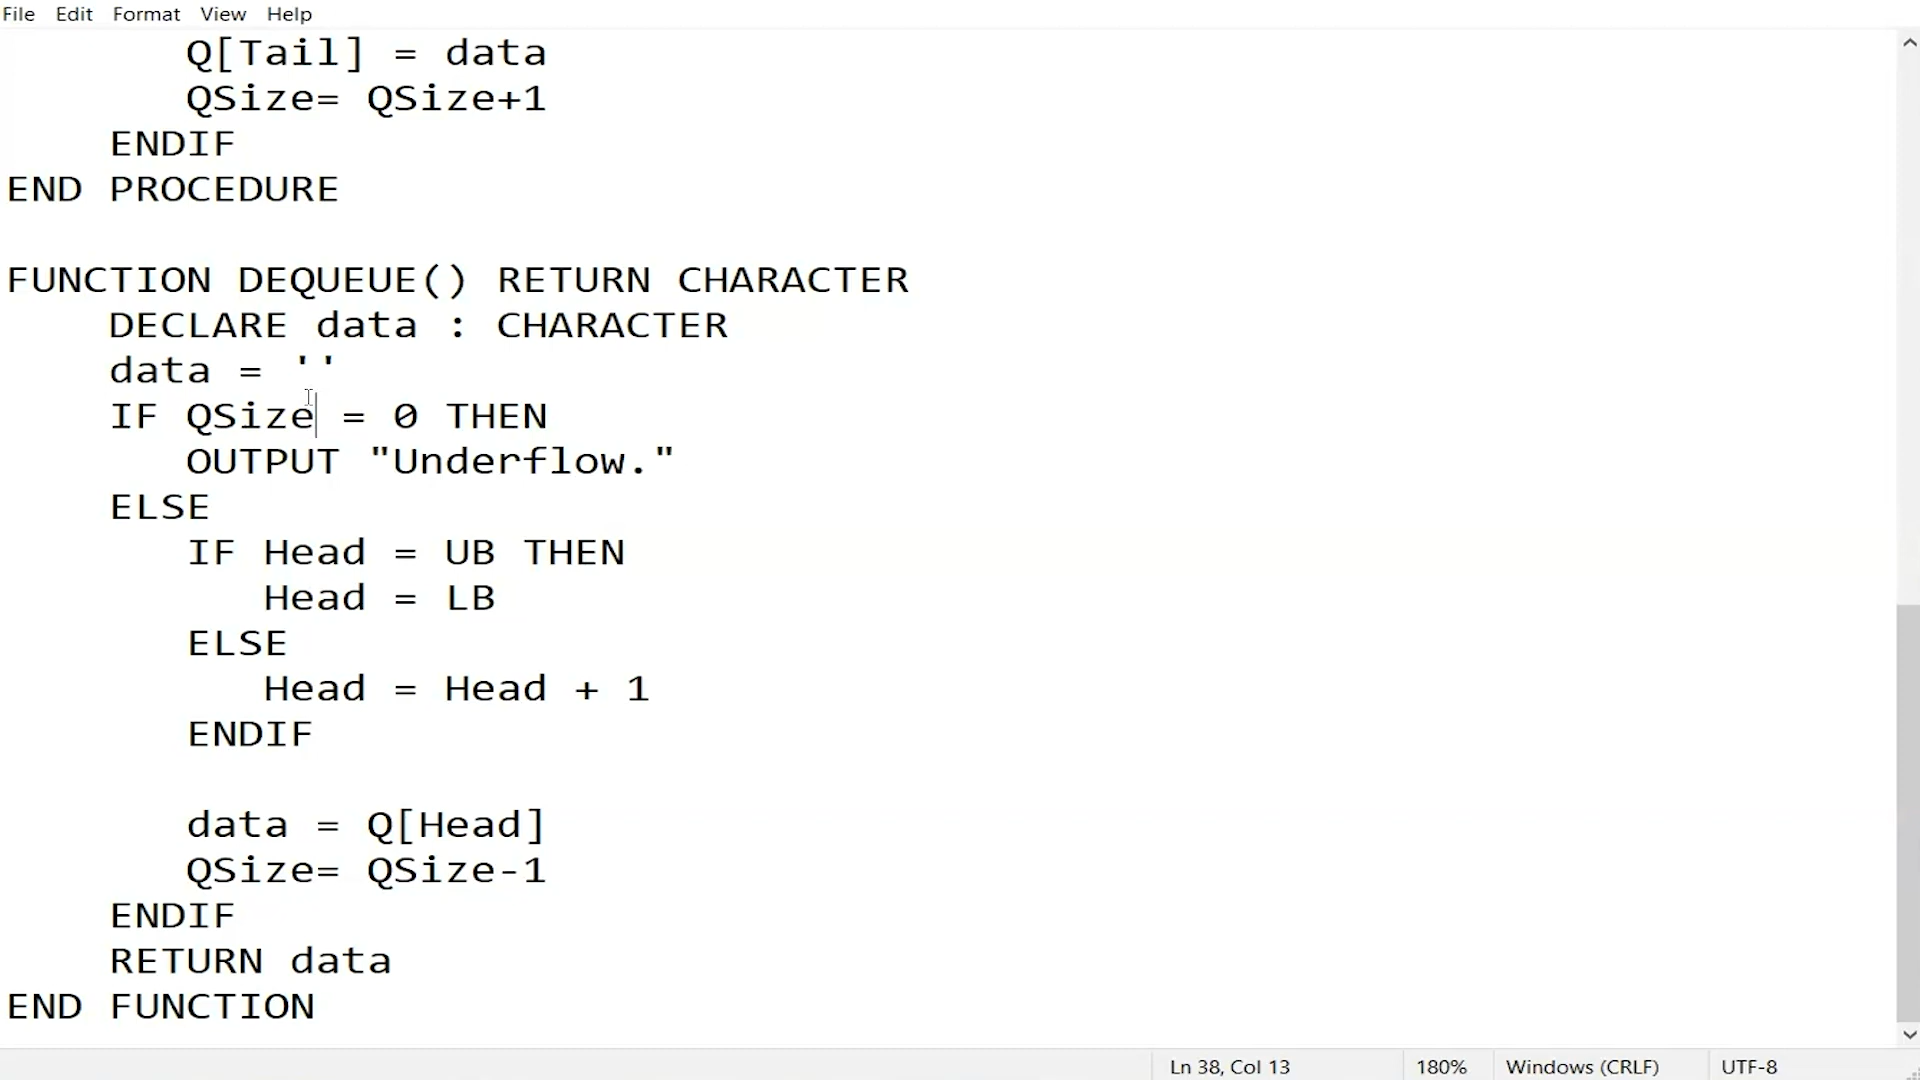 File Edit Format View Help
Q[Tail] = data
QSize= QSize+1
ENDIF
END PROCEDURE
FUNCTION DEQUEUE() RETURN CHARACTER
DECLARE data : CHARACTER
data = ''
IF QSize = 0 THEN
OUTPUT "Underflow."
ELSE
IF Head = UB THEN
Head = LB
ELSE
Head = Head + 1
ENDIF
data = Q[Head]
QSize= QSize-1
ENDIF
RETURN data
END FUNCTION
Ln 38, Col 13 180% Windows (CRLF) UTF-8